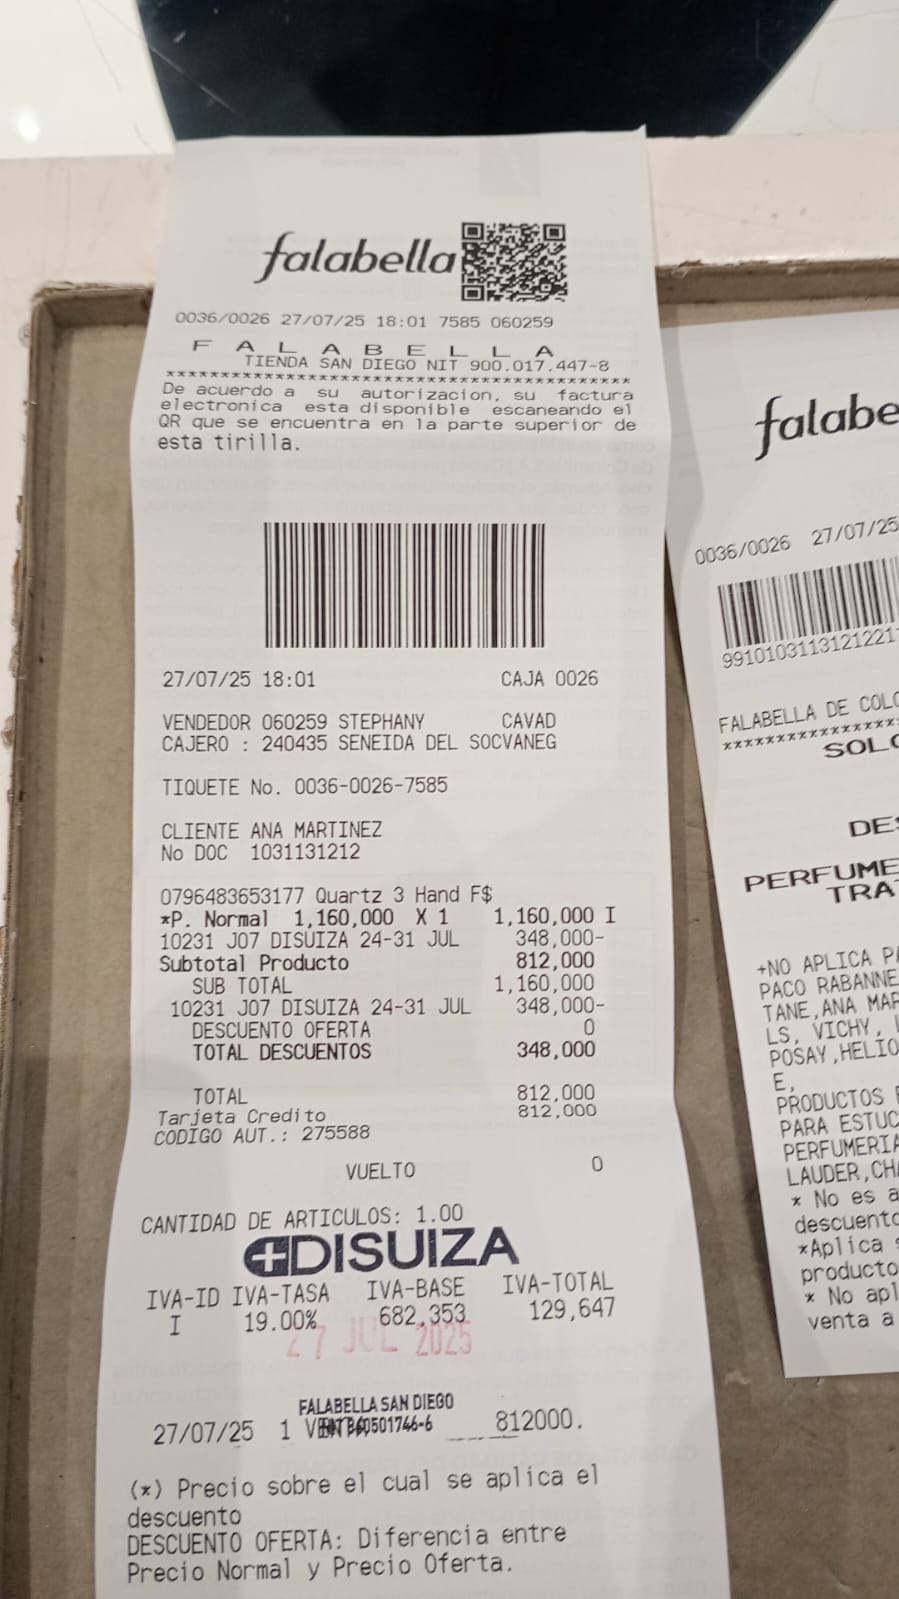 falabella
0036/0026 27/07/25 18:01 7585 060259
F A L A B E L L A
TIENDA SAN DIEGO NIT 900.017.447-8
******************************************
De acuerdo a su autorizacion, su factura
electronica esta disponible escaneando el
QR que se encuentra en la parte superior de
esta tirilla.
27/07/25 18:01 CAJA 0026
VENDEDOR 060259 STEPHANY CAVAD
CAJERO : 240435 SENEIDA DEL SOCVANEG
TIQUETE No. 0036-0026-7585
CLIENTE ANA MARTINEZ
No DOC 1031131212
0796483653177 Quartz 3 Hand F$
*P. Normal 1,160,000 X 1 1,160,000 I
10231 J07 DISUIZA 24-31 JUL 348,000-
Subtotal Producto 812,000
SUB TOTAL 1,160,000
10231 J07 DISUIZA 24-31 JUL 348,000-
DESCUENTO OFERTA 0
TOTAL DESCUENTOS 348,000
TOTAL 812,000
Tarjeta Credito 812,000
CODIGO AUT.: 275588
VUELTO 0
CANTIDAD DE ARTICULOS: 1.00
DISUIZA
IVA-ID IVA-TASA IVA-BASE IVA-TOTAL
I 19.00% 682,353 129,647
27 JUL 2025
FALABELLA SAN DIEGO
27/07/25 1 812000.
(*) Precio sobre el cual se aplica el
descuento
DESCUENTO OFERTA: Diferencia entre
Precio Normal y Precio Oferta.
falabe
0036/0026 27/07/25
9910103113121221
FALABELLA DE COLO
SOLO
DES
PERFUME
TRA
+NO APLICA PA
PACO RABANNE
TANE,ANA MAR
LS, VICHY,
POSAY,HELIO
E,
PRODUCTOS
PARA ESTUC
PERFUMERIA
LAUDER,CHA
* No es a
descuento
*Aplica s
producto
* No apl
venta a